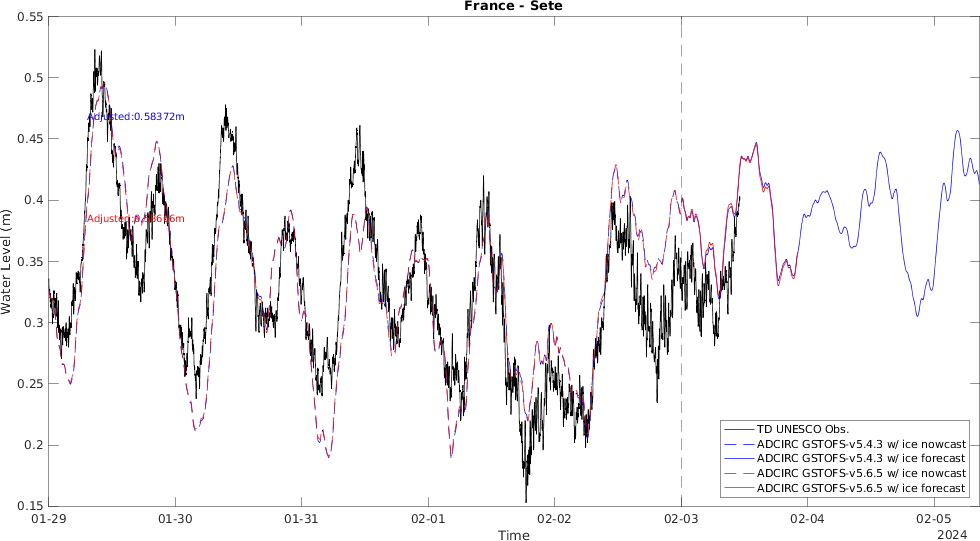 France - Sete
0.55
0.5
0.45
0.4
0.35
0.3
0.25
0.2
0.15
Water Level (m)
Adjusted:0.58372m
01-29
01-30
01-31
02-01
02-02
02-03
02-04
02-05
Time
2024
TD UNESCO Obs.
ADCIRC GSTOFS-v5.4.3 w/ ice nowcast
ADCIRC GSTOFS-v5.4.3 w/ ice forecast
ADCIRC GSTOFS-v5.6.5 w/ ice nowcast
ADCIRC GSTOFS-v5.6.5 w/ ice forecast